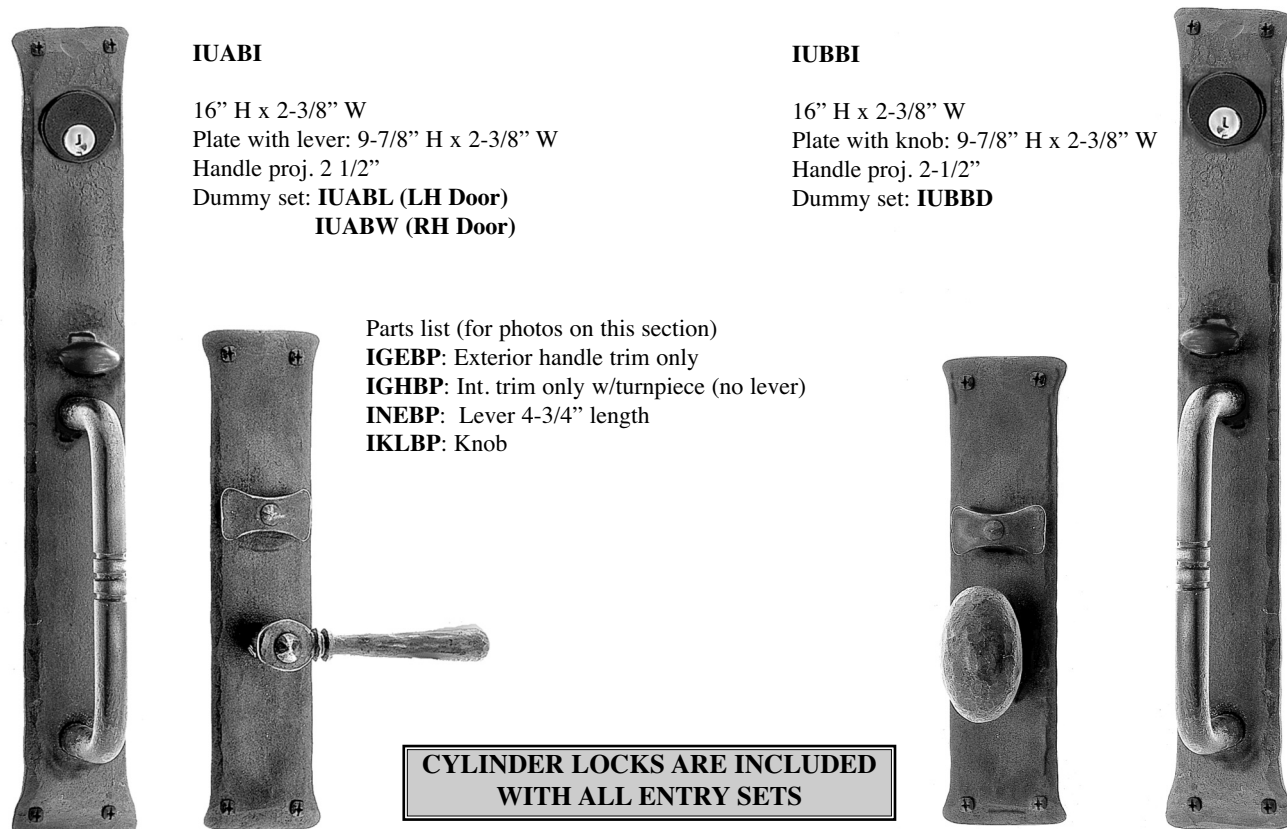 IUABI
16” H x 2-3/8” W
Plate with lever: 9-7/8” H x 2-3/8” W
Handle proj. 2 1/2”
Dummy set: IUABL (LH Door)
IUABW (RH Door)
IUBBI
16” H x 2-3/8” W
Plate with knob: 9-7/8” H x 2-3/8” W
Handle proj. 2-1/2”
Dummy set: IUBBD
Parts list (for photos on this section)
IGEBP: Exterior handle trim only
IGHBP: Int. trim only w/turnpiece (no lever)
INEBP:  Lever 4-3/4” length
IKLBP: Knob
CYLINDER LOCKS ARE INCLUDED
WITH ALL ENTRY SETS